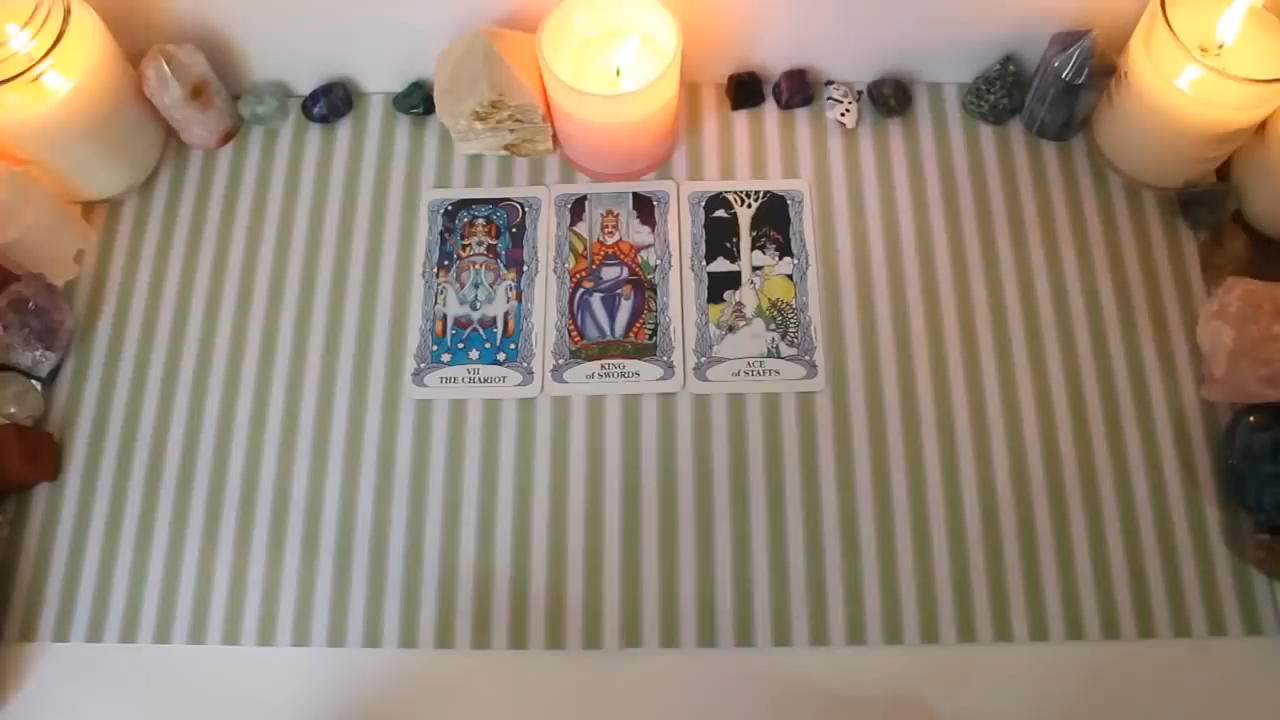 VII
THE CHARIOT
KING
of SWORDS
ACE
of STAFFS